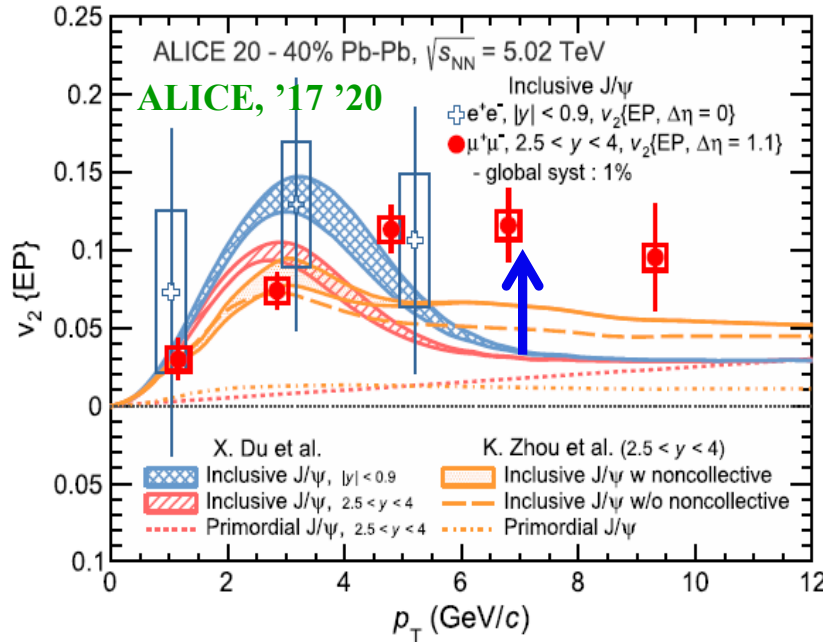 ALICE 20 - 40% Pb-Pb, √s_NN = 5.02 TeV
ALICE, '17 '20
Inclusive J/ψ
e⁺e⁻, |y| < 0.9, v₂{EP, Δη = 0}
μ⁺μ⁻, 2.5 < y < 4, v₂{EP, Δη = 1.1}
- global syst : 1%
v₂ {EP}
0.25
0.2
0.15
0.1
0.05
0
0.05
0.1
X. Du et al.
Inclusive J/ψ, |y| < 0.9
Inclusive J/ψ, 2.5 < y < 4
Primordial J/ψ, 2.5 < y < 4
K. Zhou et al. (2.5 < y < 4)
Inclusive J/ψ w noncollective
Inclusive J/ψ w/o noncollective
Primordial J/ψ
0 2 4 6 8 10 12
p_T (GeV/c)